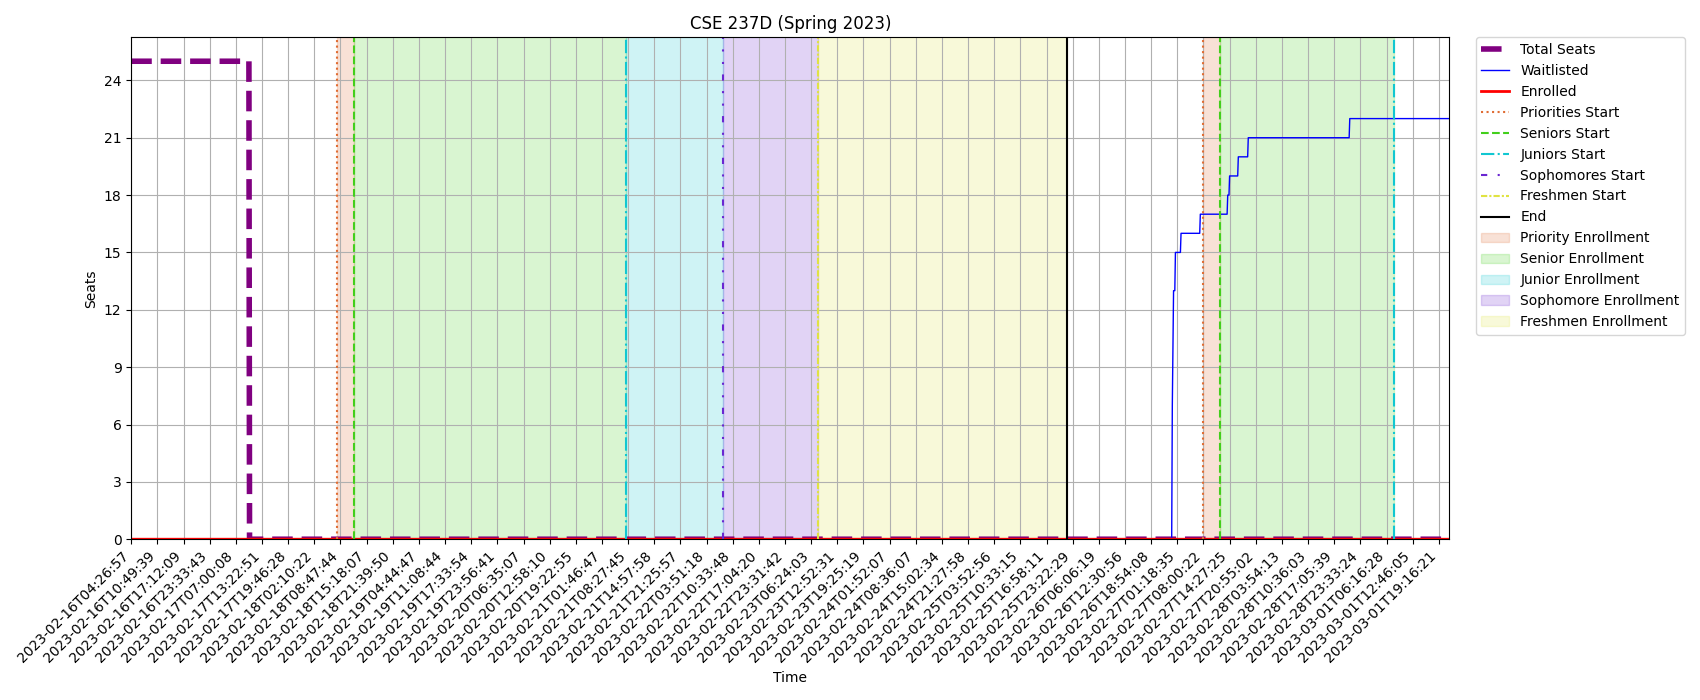 CSE 237D (Spring 2023)
Seats
24
21
18
15
12
9
6
3
0
2023-02-16T04:26:57
2023-02-16T10:49:39
2023-02-16T17:12:09
2023-02-16T23:33:43
2023-02-17T07:00:08
2023-02-17T13:22:51
2023-02-17T19:46:28
2023-02-18T02:10:22
2023-02-18T08:47:44
2023-02-18T15:18:07
2023-02-18T21:39:50
2023-02-19T04:44:47
2023-02-19T11:08:44
2023-02-19T17:33:54
2023-02-19T23:56:41
2023-02-20T06:35:07
2023-02-20T12:58:10
2023-02-20T19:22:55
2023-02-21T01:46:47
2023-02-21T08:27:45
2023-02-21T14:57:58
2023-02-21T21:25:57
2023-02-22T03:51:18
2023-02-22T10:33:48
2023-02-22T17:04:20
2023-02-22T23:31:42
2023-02-23T06:24:03
2023-02-23T12:52:31
2023-02-23T19:25:19
2023-02-24T01:52:07
2023-02-24T08:36:07
2023-02-24T15:02:34
2023-02-24T21:27:58
2023-02-25T03:52:56
2023-02-25T10:33:15
2023-02-25T16:58:11
2023-02-25T23:22:29
2023-02-26T06:06:19
2023-02-26T12:30:56
2023-02-26T18:54:08
2023-02-27T01:18:35
2023-02-27T08:00:22
2023-02-27T14:27:25
2023-02-27T20:55:02
2023-02-28T03:54:13
2023-02-28T10:36:03
2023-02-28T17:05:39
2023-02-28T23:33:24
2023-03-01T06:16:28
2023-03-01T12:46:05
2023-03-01T19:16:21
Time
Total Seats
Waitlisted
Enrolled
Priorities Start
Seniors Start
Juniors Start
Sophomores Start
Freshmen Start
End
Priority Enrollment
Senior Enrollment
Junior Enrollment
Sophomore Enrollment
Freshmen Enrollment